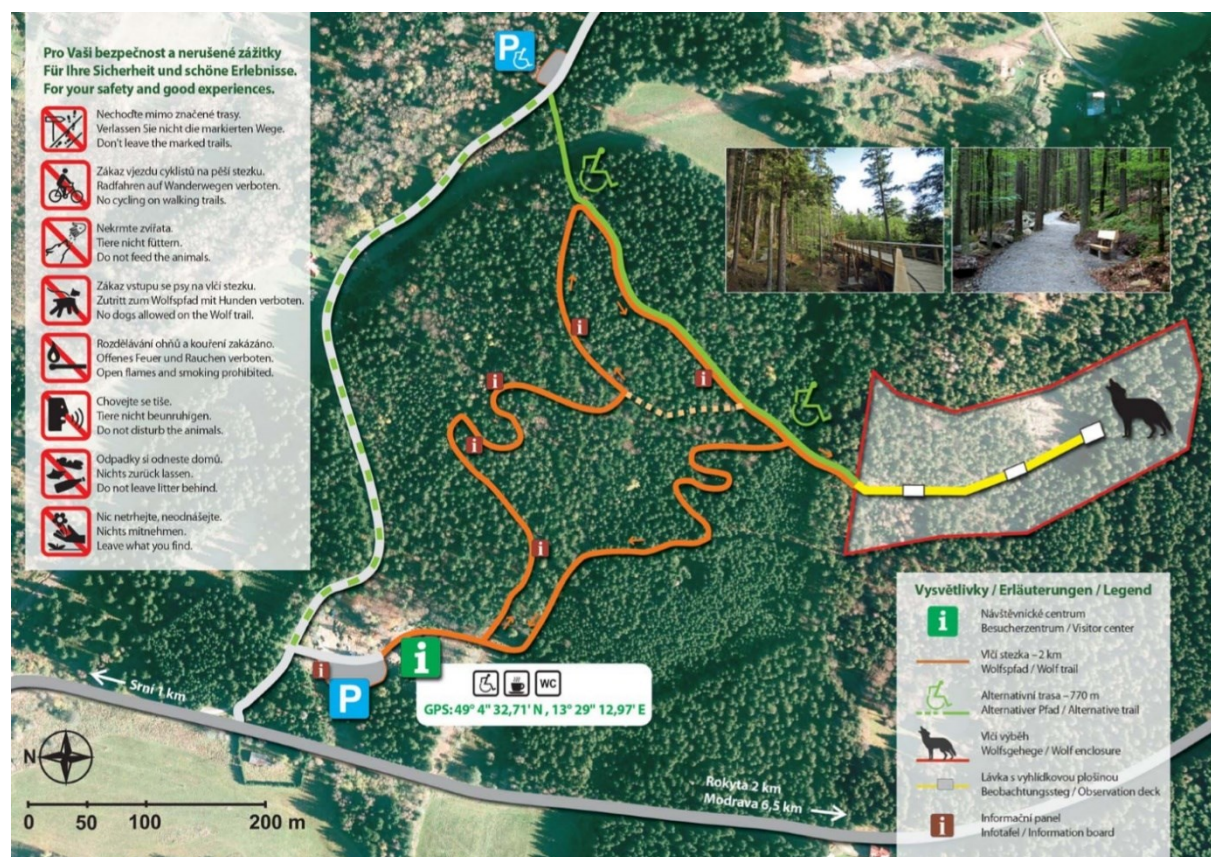 Pro Vaši bezpečnost a nerušené zážitky
Für Ihre Sicherheit und schöne Erlebnisse.
For your safety and good experiences.
Nechoďte mimo značené trasy.
Verlassen Sie nicht die markierten Wege.
Don't leave the marked trails.
Zákaz vjezdu cyklistů na pěší stezku.
Radfahren auf Wanderwegen verboten.
No cycling on walking trails.
Nekrmte zvířata.
Tiere nicht füttern.
Do not feed the animals.
Zákaz vstupu se psy na vlčí stezku.
Zutritt zum Wolfspfad mit Hunden verboten.
No dogs allowed on the Wolf trail.
Rozdělávání ohňů a kouření zakázáno.
Offenes Feuer und Rauchen verboten.
Open flames and smoking prohibited.
Chovejte se tiše.
Tiere nicht beunruhigen.
Do not disturb the animals.
Odpadky si odneste domů.
Nichts zurück lassen.
Do not leave litter behind.
Nic netrhejte, neodnášejte.
Nichts mitnehmen.
Leave what you find.
P
i
i
i
i
i
i
P
i
WC
GPS: 49° 4" 32,71' N , 13° 29" 12,97' E
Srní 1 km
N
0 50 100 200 m
Rokyta 2 km
Modrava 6,5 km
Vysvětlivky / Erläuterungen / Legend
i
Návštěvnické centrum
Besucherzentrum / Visitor center
Vlčí stezka – 2 km
Wolfspfad / Wolf trail
Alternativní trasa – 770 m
Alternativer Pfad / Alternative trail
Vlčí výběh
Wolfsgehege / Wolf enclosure
Lávka s vyhlídkovou plošinou
Beobachtungssteg / Observation deck
i
Informační panel
Infotafel / Information board